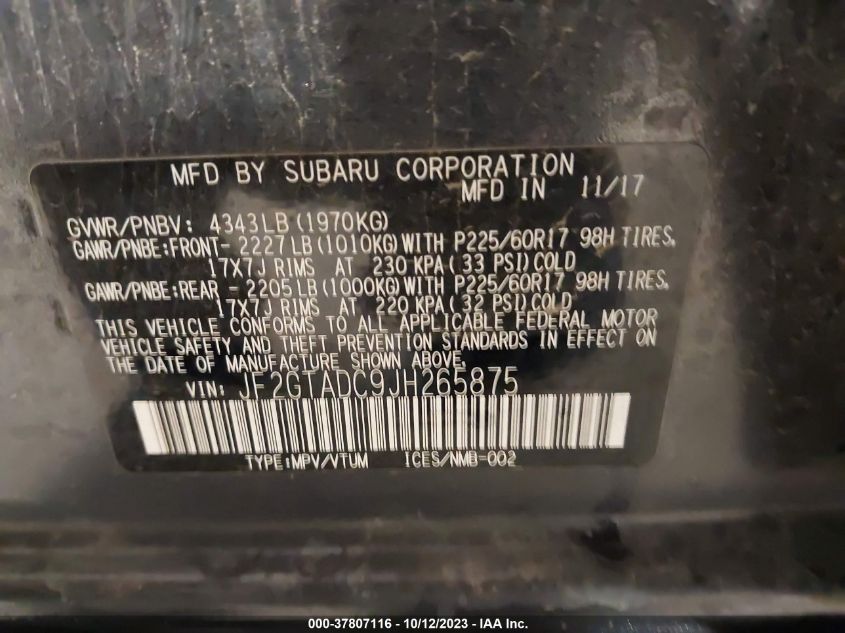 MFD BY SUBARU CORPORATION
MFD IN 11/17
GVWR/PNBV: 4343LB(1970KG)
GAWR/PNBE:FRONT- 2227LB(1010KG)WITH P225/60R17 98H TIRES,
17X7J RIMS AT 230 KPA( 33 PSI)COLD
GAWR/PNBE:REAR - 2205LB(1000KG)WITH P225/60R17 98H TIRES,
17X7J RIMS AT 220 KPA( 32 PSI)COLD
THIS VEHICLE CONFORMS TO ALL APPLICABLE FEDERAL MOTOR
VEHICLE SAFETY AND THEFT PREVENTION STANDARDS IN EFFECT ON
THE DATE OF MANUFACTURE SHOWN ABOVE.
VIN: JF2GTADC9JH265875
TYPE:MPV/VTUM ICES/NMB-002
000-37807116 - 10/12/2023 - IAA Inc.